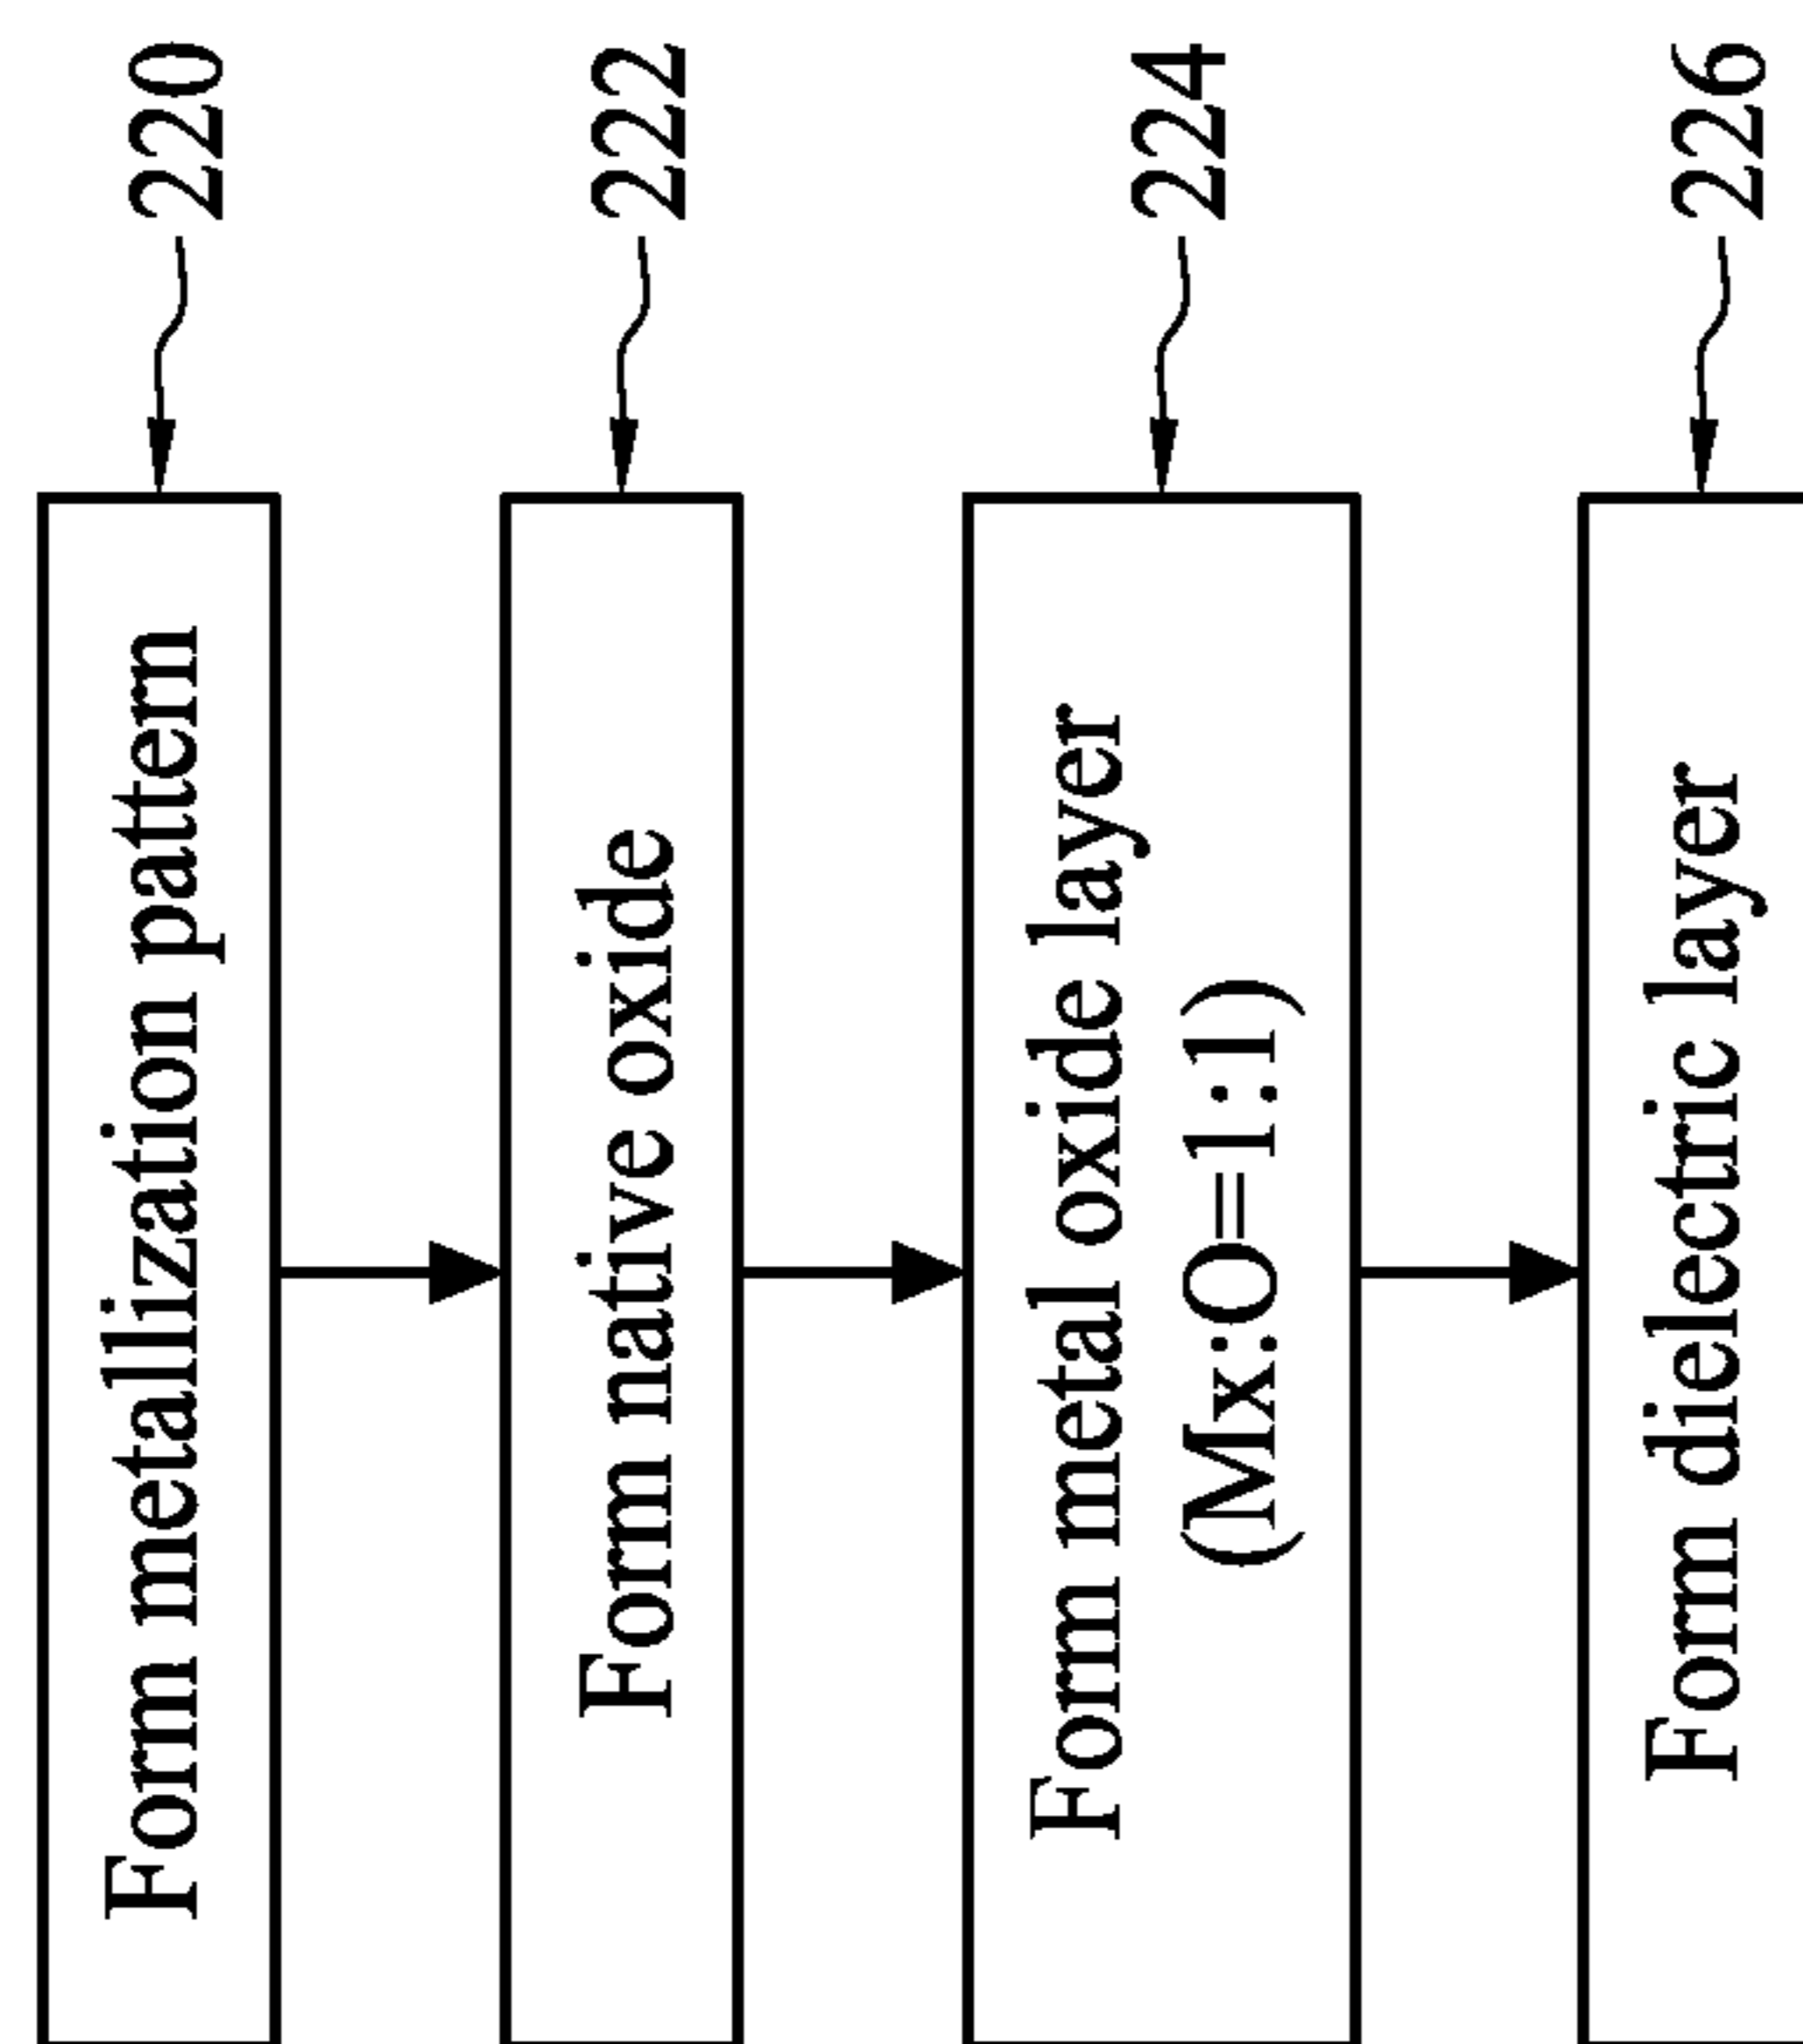 Form metallization pattern
220
Form native oxide
222
Form metal oxide layer
(Mx:O=1:1)
224
Form dielectric layer
226